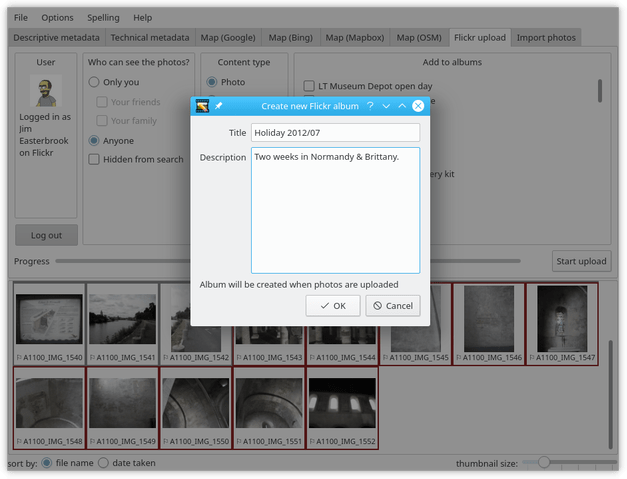 File Options Spelling Help
Descriptive metadata Technical metadata Map (Google) Map (Bing) Map (Mapbox) Map (OSM) Flickr upload Import photos
User
Logged in as
Jim
Easterbrook
on Flickr
Log out
Who can see the photos?
Only you
Your friends
Your family
Anyone
Hidden from search
Content type
Photo
Add to albums
LT Museum Depot open day
ery kit
Create new Flickr album ?
Title Holiday 2012/07
Description Two weeks in Normandy & Brittany.
Album will be created when photos are uploaded
OK Cancel
Progress Start upload
A1100_IMG_1540 A1100_IMG_1541 A1100_IMG_1542 A1100_IMG_1543 A1100_IMG_1544 A1100_IMG_1545 A1100_IMG_1546 A1100_IMG_1547
A1100_IMG_1548 A1100_IMG_1549 A1100_IMG_1550 A1100_IMG_1551 A1100_IMG_1552
sort by: file name date taken thumbnail size: